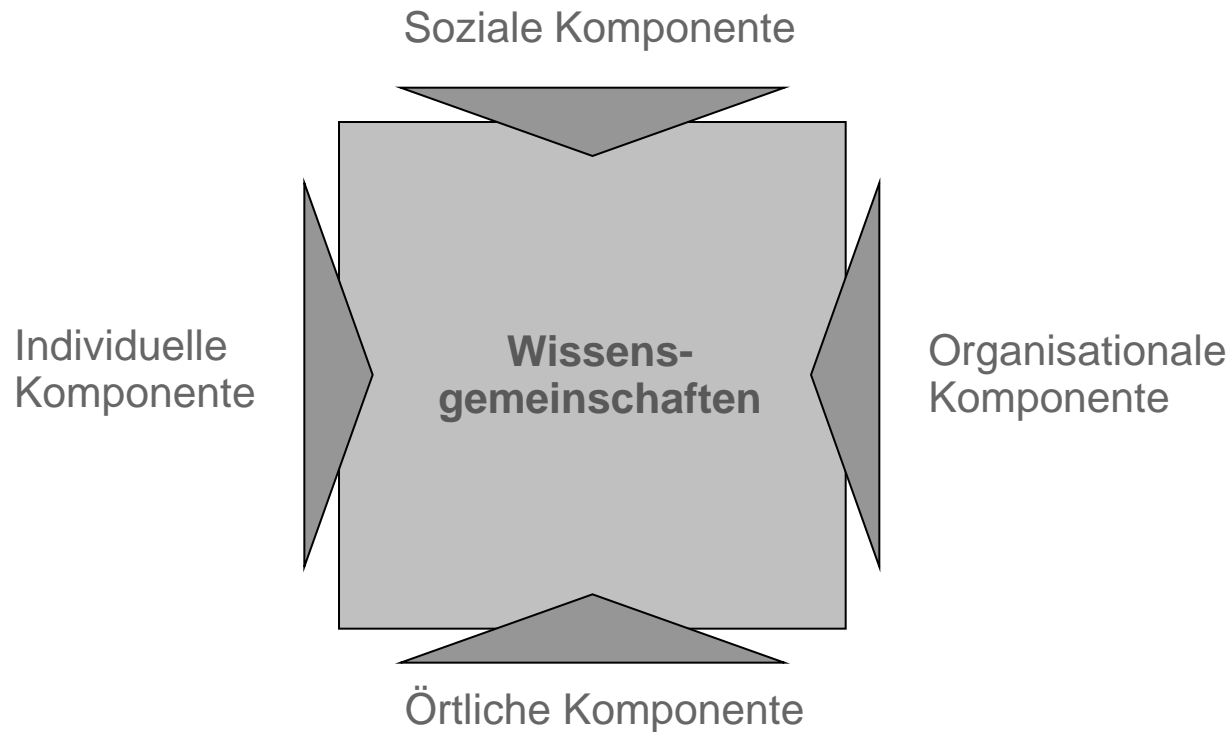 Soziale Komponente
Individuelle
Komponente
Wissens-
gemeinschaften
Organisationale
Komponente
Örtliche Komponente